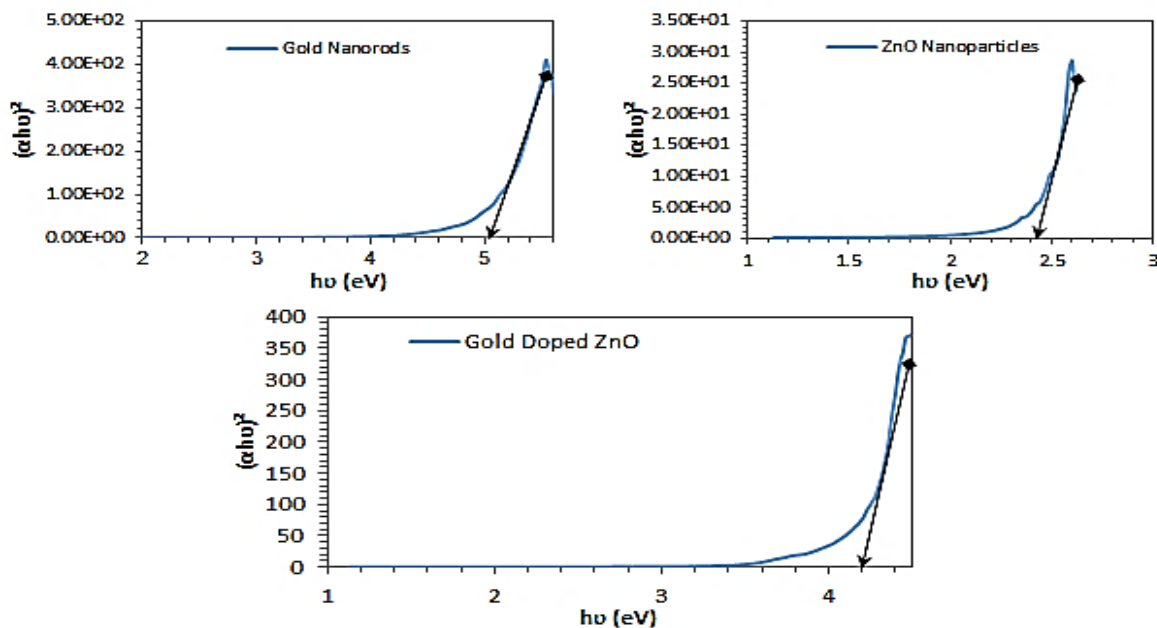 Gold Nanorods
5.00E+02
4.00E+02
3.00E+02
2.00E+02
1.00E+02
0.00E+00
(αhυ)²
2 3 4 5
hυ (eV)
ZnO Nanoparticles
3.50E+01
3.00E+01
2.50E+01
2.00E+01
1.50E+01
1.00E+01
5.00E+00
0.00E+00
(αhυ)²
1 1.5 2 2.5 3
hυ (eV)
Gold Doped ZnO
400
350
300
250
200
150
100
50
0
(αhυ)²
1 2 3 4
hυ (eV)